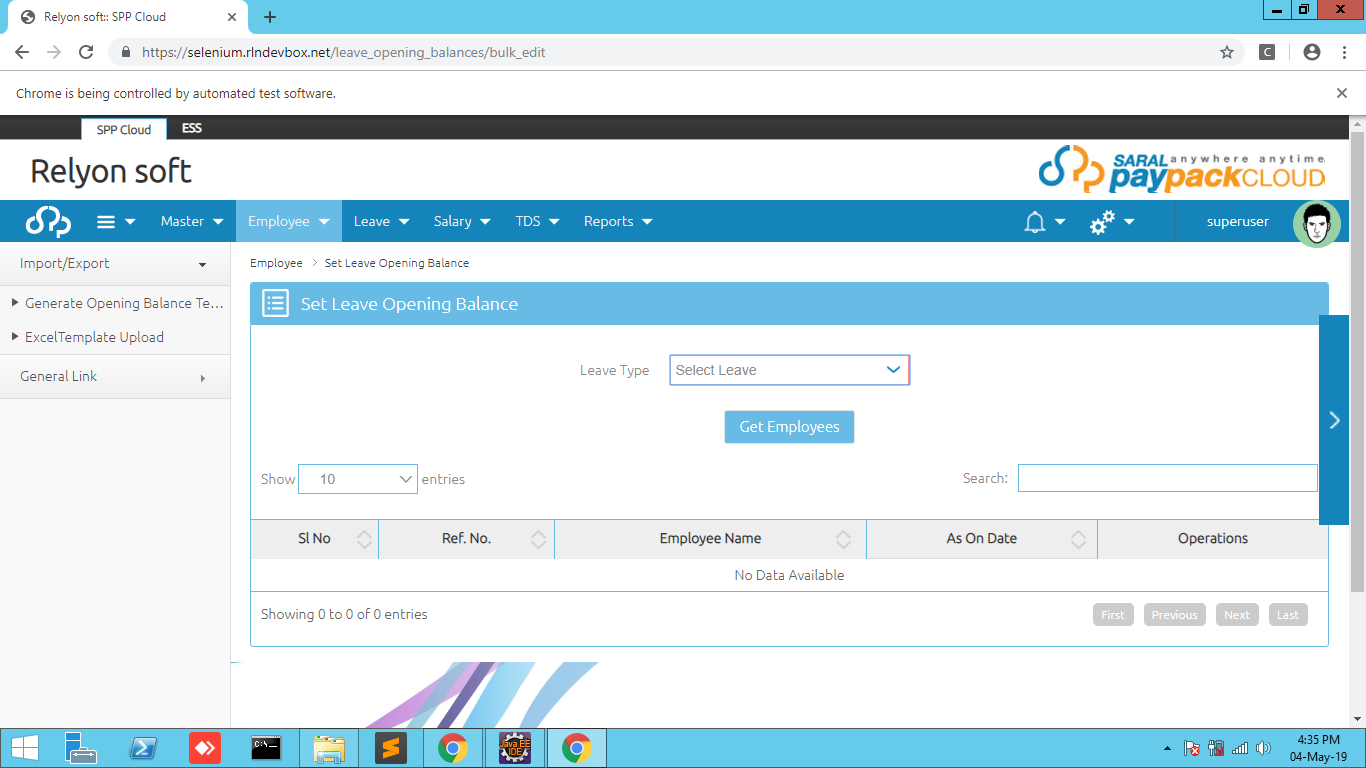 Relyon soft:: SPP Cloud
https://selenium.rlndevbox.net/leave_opening_balances/bulk_edit
C
Chrome is being controlled by automated test software.
SPP Cloud ESS
Relyon soft
SARAL anywhere anytime
paypackCLOUD
Master Employee Leave Salary TDS Reports superuser
Import/Export
Employee > Set Leave Opening Balance
Generate Opening Balance Te...
Set Leave Opening Balance
ExcelTemplate Upload
Leave Type Select Leave
General Link
Get Employees
Show 10 entries Search:
Sl No Ref. No. Employee Name As On Date Operations
No Data Available
Showing 0 to 0 of 0 entries First Previous Next Last
C:\_
Java EE
IDE
4:35 PM
04-May-19